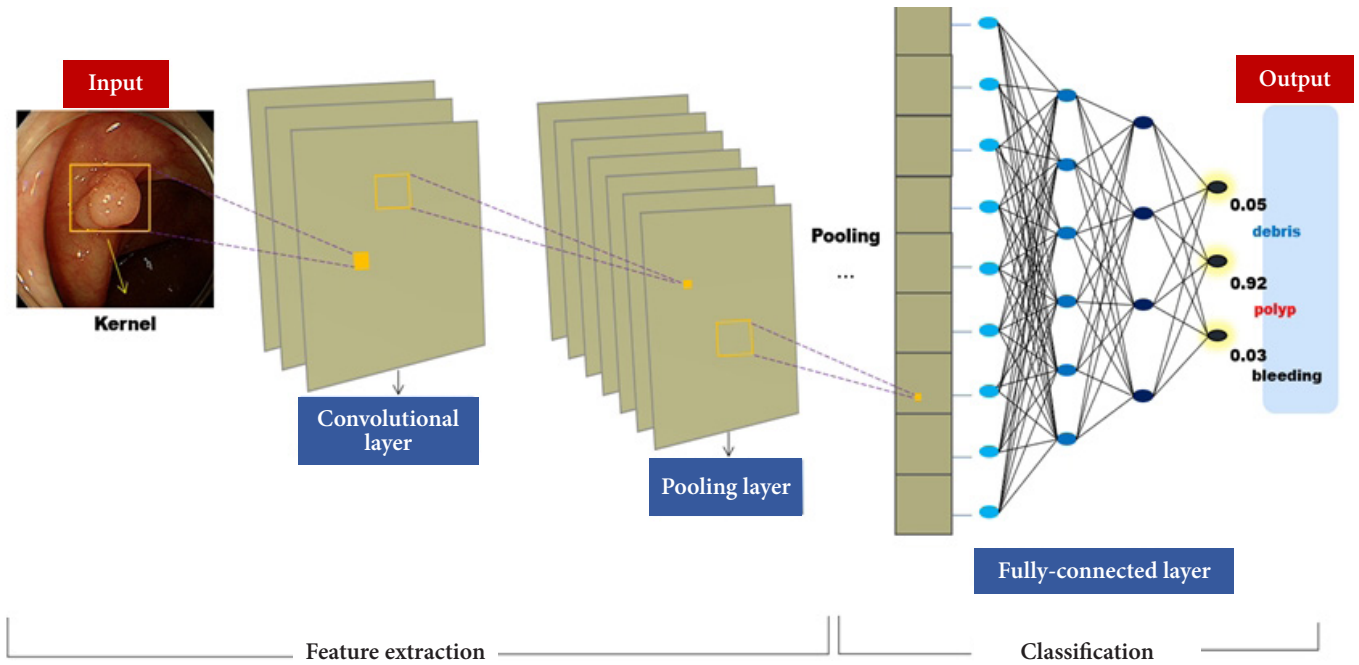 Input
Kernel
Convolutional
layer
Pooling layer
Pooling
...
Fully-connected layer
Output
0.05
debris
0.92
polyp
0.03
bleeding
Feature extraction
Classification